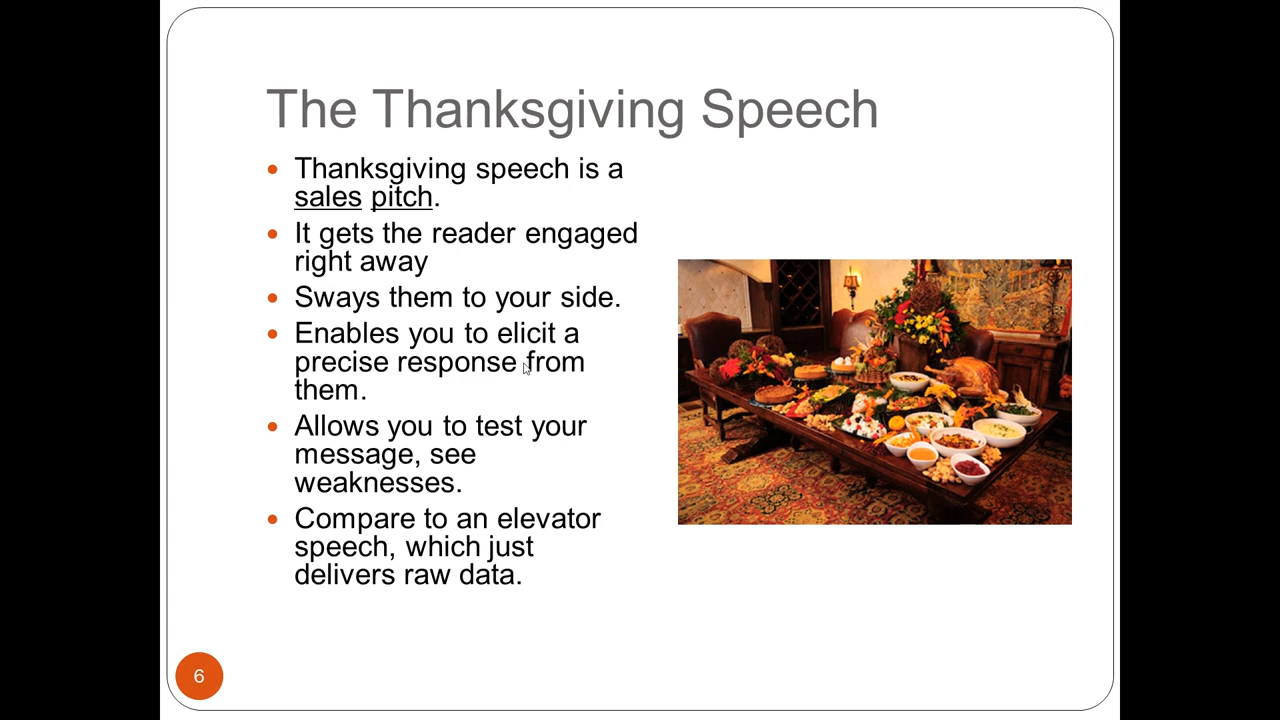 The Thanksgiving Speech
• Thanksgiving speech is a
sales pitch.
• It gets the reader engaged
right away
• Sways them to your side.
• Enables you to elicit a
precise response from
them.
• Allows you to test your
message, see
weaknesses.
• Compare to an elevator
speech, which just
delivers raw data.
6